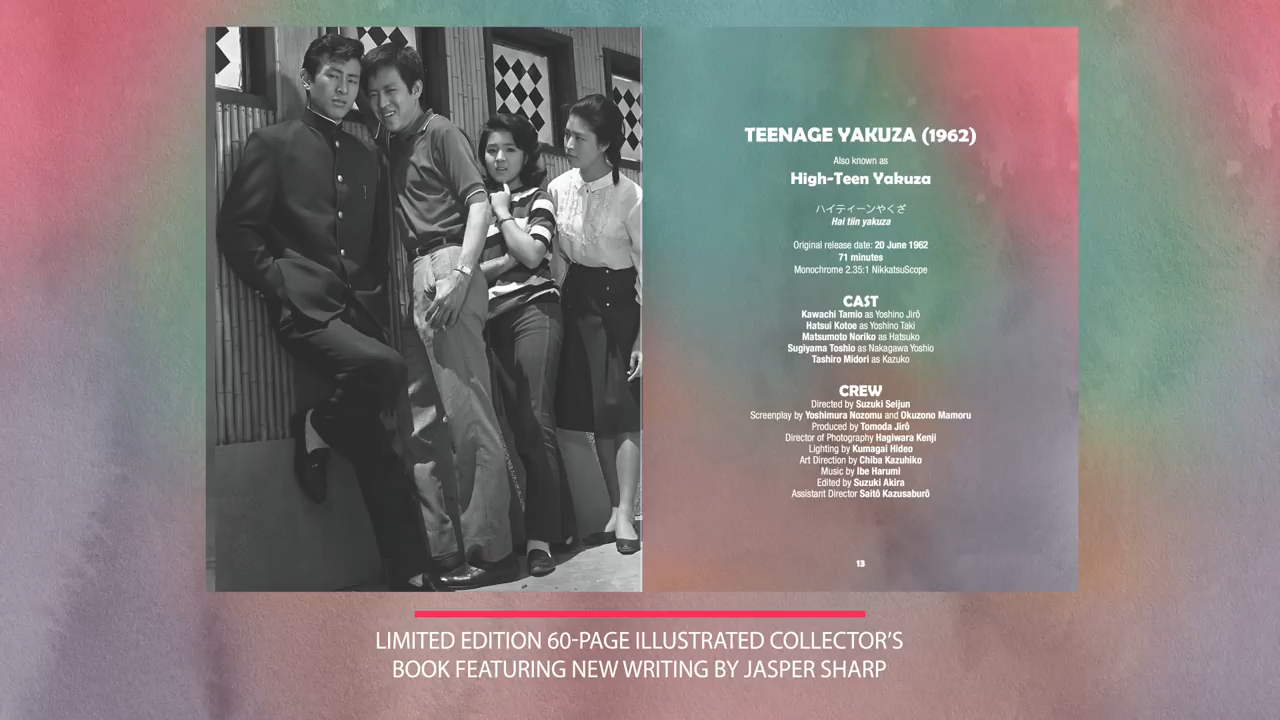 TEENAGE YAKUZA (1962)
Also known as
High-Teen Yakuza
ハイティーンやくざ
Hai tiin yakuza
Original release date: 20 June 1962
71 minutes
Monochrome 2.35:1 NikkatsuScope
CAST
Kawachi Tamio as Yoshino Jirô
Hatsui Kotoe as Yoshino Taki
Matsumoto Noriko as Hatsuko
Sugiyama Toshio as Nakagawa Yoshio
Tashiro Midori as Kazuko
CREW
Directed by Suzuki Seijun
Screenplay by Yoshimura Nozomu and Okuzono Mamoru
Produced by Tomoda Jirô
Director of Photography Hagiwara Kenji
Lighting by Kumagai Hideo
Art Direction by Chiba Kazuhiko
Music by Ibe Harumi
Edited by Suzuki Akira
Assistant Director Saitô Kazusaburô
13
LIMITED EDITION 60-PAGE ILLUSTRATED COLLECTOR'S
BOOK FEATURING NEW WRITING BY JASPER SHARP